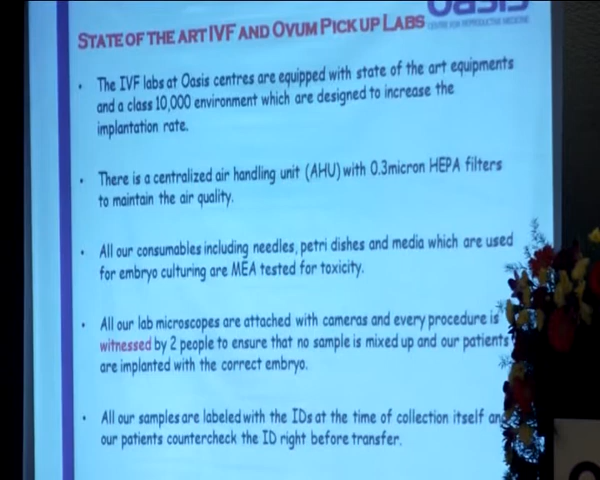 Oasis
CENTRE FOR REPRODUCTIVE MEDICINE
STATE OF THE ART IVF AND OVUM PICK UP LABS
• The IVF labs at Oasis centres are equipped with state of the art equipments
and a class 10,000 environment which are designed to increase the
implantation rate.
• There is a centralized air handling unit (AHU) with 0.3micron HEPA filters
to maintain the air quality.
• All our consumables including needles, petri dishes and media which are used
for embryo culturing are MEA tested for toxicity.
• All our lab microscopes are attached with cameras and every procedure is
witnessed by 2 people to ensure that no sample is mixed up and our patients
are implanted with the correct embryo.
• All our samples are labeled with the IDs at the time of collection itself and
our patients countercheck the ID right before transfer.